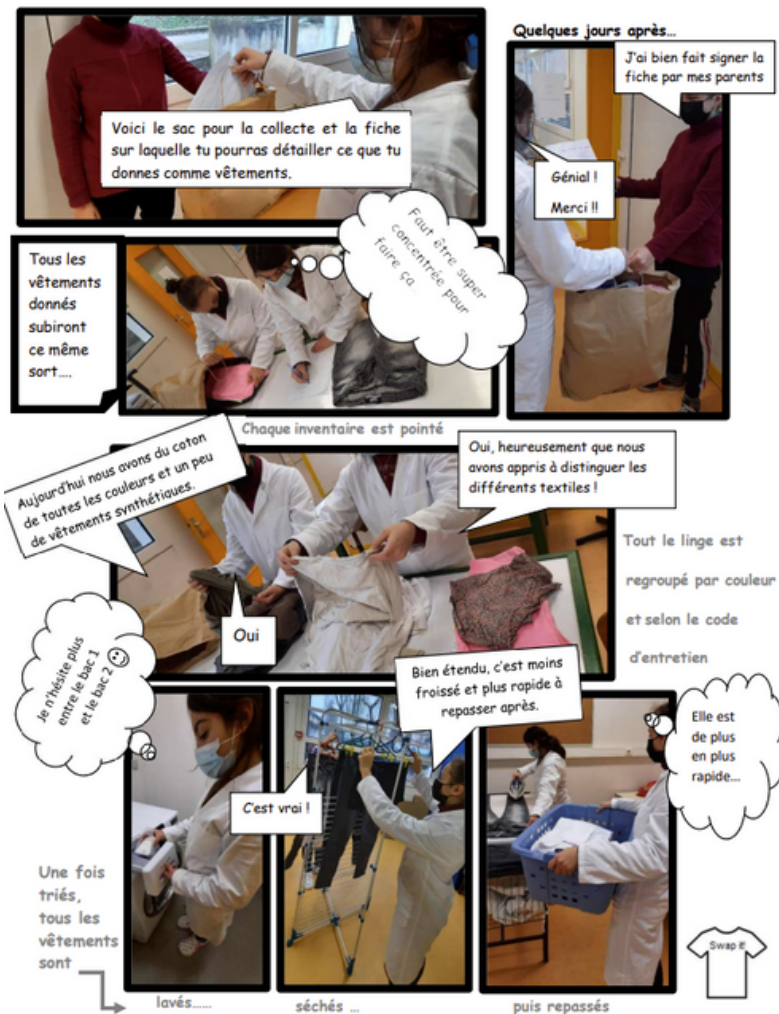 Voici le sac pour la collecte et la fiche
sur laquelle tu pourras détailler ce que tu
donnes comme vêtements.
Quelques jours après…
J'ai bien fait signer la
fiche par mes parents
Génial !
Merci !!
Tous les
vêtements
donnés
subiront
ce même
sort….
Faut être super
concentrée pour
faire ça…
Chaque inventaire est pointé
Aujourd'hui nous avons du coton
de toutes les couleurs et un peu
de vêtements synthétiques.
Oui, heureusement que nous
avons appris à distinguer les
différents textiles !
Oui
Tout le linge est
regroupé par couleur
et selon le code
d'entretien
Je n'hésite plus
entre le bac 1
et le bac 2
Bien étendu, c'est moins
froissé et plus rapide à
repasser après.
C'est vrai !
Elle est
de plus
en plus
rapide…
Une fois
triés,
tous les
vêtements
sont
lavés……
séchés …
puis repassés
Swap it!